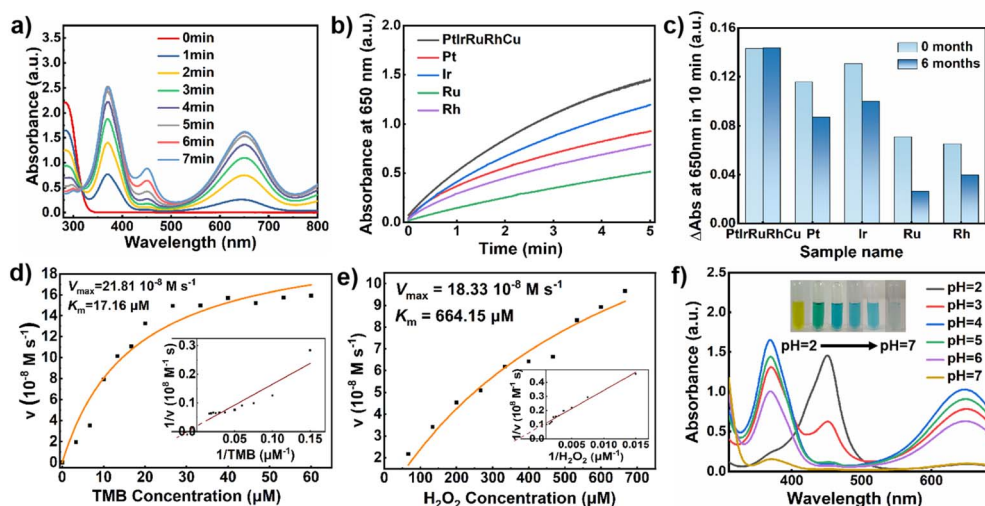 a)
Absorbance (a.u.)
3.5
3.0
2.5
2.0
1.5
1.0
0.5
0.0
0min
1min
2min
3min
4min
5min
6min
7min
300 400 500 600 700 800
Wavelength (nm)
b)
Absorbance at 650 nm (a.u.)
2.0
1.5
1.0
0.5
0.0
PtIrRuRhCu
Pt
Ir
Ru
Rh
0 1 2 3 4 5
Time (min)
c)
ΔAbs at 650nm in 10 min (a.u.)
0.16
0.12
0.08
0.04
0.00
0 month
6 months
PtIrRuRhCu Pt Ir Ru Rh
Sample name
d)
v (10⁻⁸ M s⁻¹)
18
16
14
12
10
8
6
4
2
0
Vmax=21.81 10⁻⁸ M s⁻¹
Km=17.16 μM
1/v (10⁸ M⁻¹ s)
0.3
0.2
0.1
0.0
0.05 0.10 0.15
1/TMB (μM⁻¹)
0 10 20 30 40 50 60
TMB Concentration (μM)
e)
v (10⁻⁸ M s⁻¹)
10
9
8
7
6
5
4
3
2
Vmax = 18.33 10⁻⁸ M s⁻¹
Km = 664.15 μM
1/v (10⁸ M⁻¹ s)
0.4
0.3
0.2
0.1
0.0
0.005 0.010 0.015
1/H₂O₂ (μM⁻¹)
0 100 200 300 400 500 600 700
H₂O₂ Concentration (μM)
f)
Absorbance (a.u.)
2.5
2.0
1.5
1.0
0.5
0.0
pH=2
pH=3
pH=4
pH=5
pH=6
pH=7
pH=2 pH=7
400 500 600
Wavelength (nm)